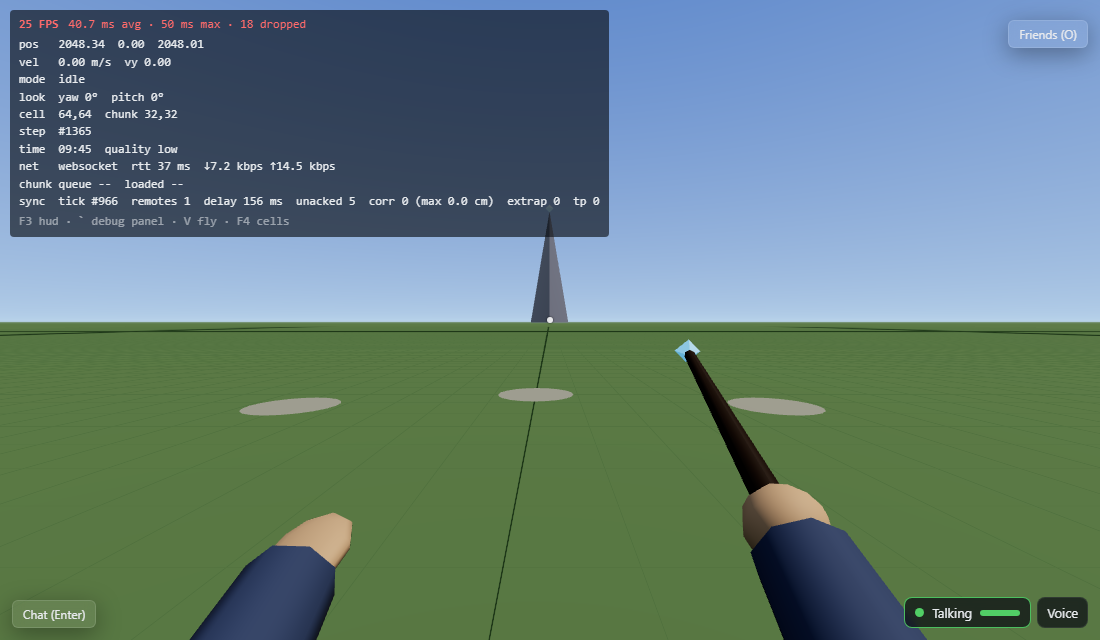 25 FPS 40.7 ms avg · 50 ms max · 18 dropped
pos 2048.34 0.00 2048.01
vel 0.00 m/s vy 0.00
mode idle
look yaw 0° pitch 0°
cell 64,64 chunk 32,32
step #1365
time 09:45 quality low
net websocket rtt 37 ms ↓7.2 kbps ↑14.5 kbps
chunk queue -- loaded --
sync tick #966 remotes 1 delay 156 ms unacked 5 corr 0 (max 0.0 cm) extrap 0 tp 0
F3 hud · ` debug panel · V fly · F4 cells
Friends (O)
Chat (Enter)
Talking
Voice